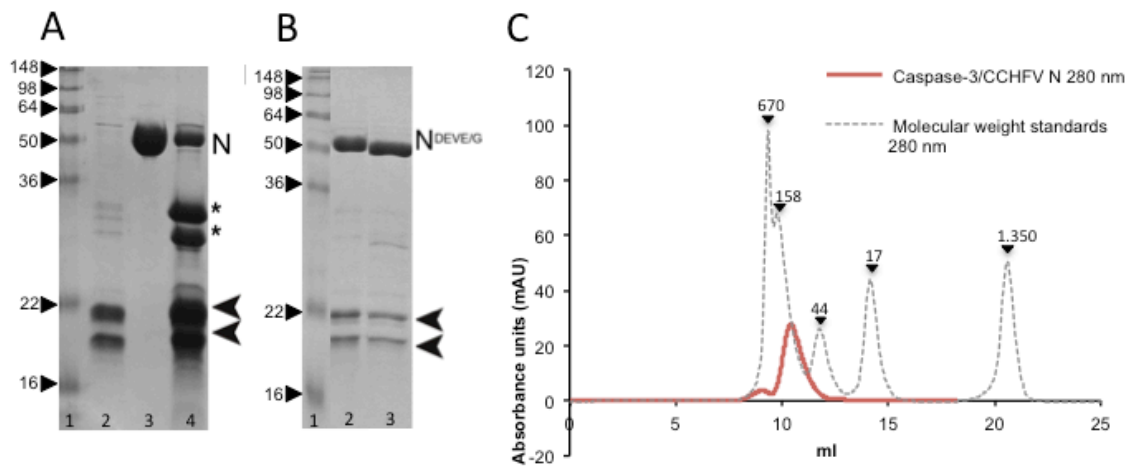 A
148
98
64
50
36
22
16
N
*
*
1 2 3 4
B
148
98
64
50
36
22
16
N DEVE/G
1 2 3
C
120
100
80
60
40
20
0
-20
Absorbance units (mAU)
0 5 10 15 20 25
ml
670
158
44
17
1.350
Caspase-3/CCHFV N 280 nm
Molecular weight standards
280 nm